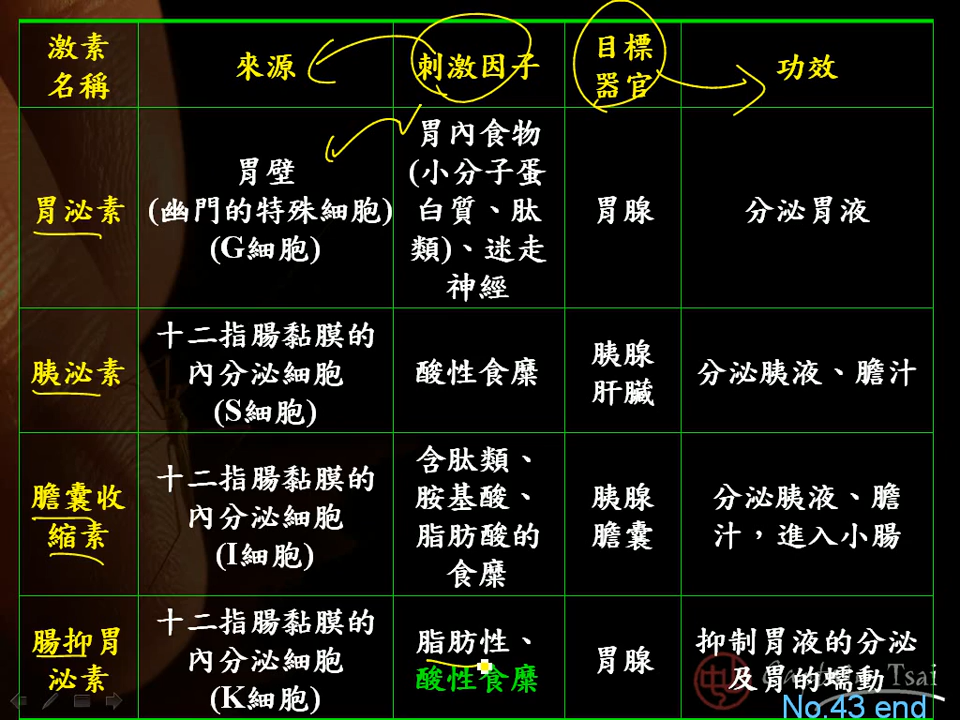 激素
名稱
來源
刺激因子
目標
器官
功效
胃泌素
胃壁
(幽門的特殊細胞)
(G細胞)
胃內食物
(小分子蛋
白質、肽
類)、迷走
神經
胃腺
分泌胃液
胰泌素
十二指腸黏膜的
內分泌細胞
(S細胞)
酸性食糜
胰腺
肝臟
分泌胰液、膽汁
膽囊收
縮素
十二指腸黏膜的
內分泌細胞
(I細胞)
含肽類、
胺基酸、
脂肪酸的
食糜
胰腺
膽囊
分泌胰液、膽
汁，進入小腸
腸抑胃
泌素
十二指腸黏膜的
內分泌細胞
(K細胞)
脂肪性、
酸性食糜
胃腺
抑制胃液的分泌
及胃的蠕動
Tsai
No.43 end